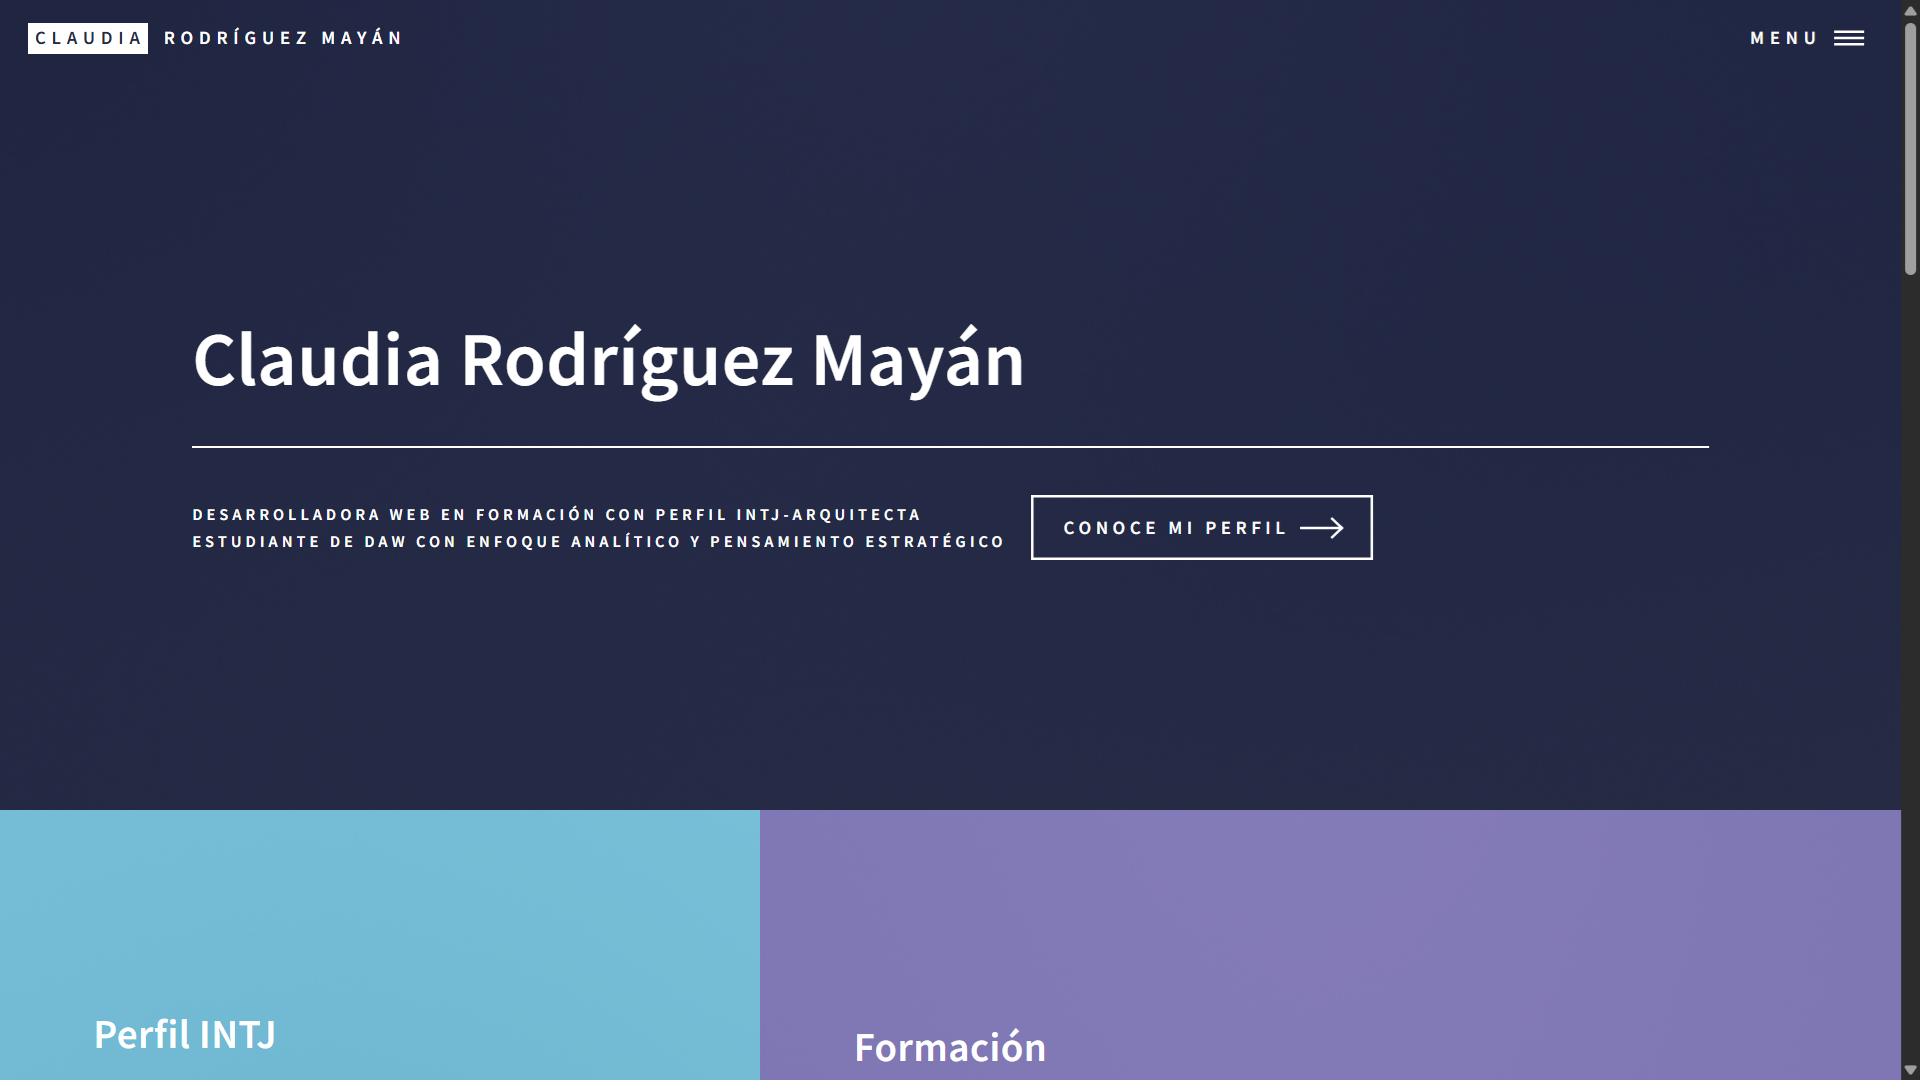 CLAUDIA RODRÍGUEZ MAYÁN
MENU
Claudia Rodríguez Mayán
DESARROLLADORA WEB EN FORMACIÓN CON PERFIL INTJ-ARQUITECTA
ESTUDIANTE DE DAW CON ENFOQUE ANALÍTICO Y PENSAMIENTO ESTRATÉGICO
CONOCE MI PERFIL
Perfil INTJ
Formación